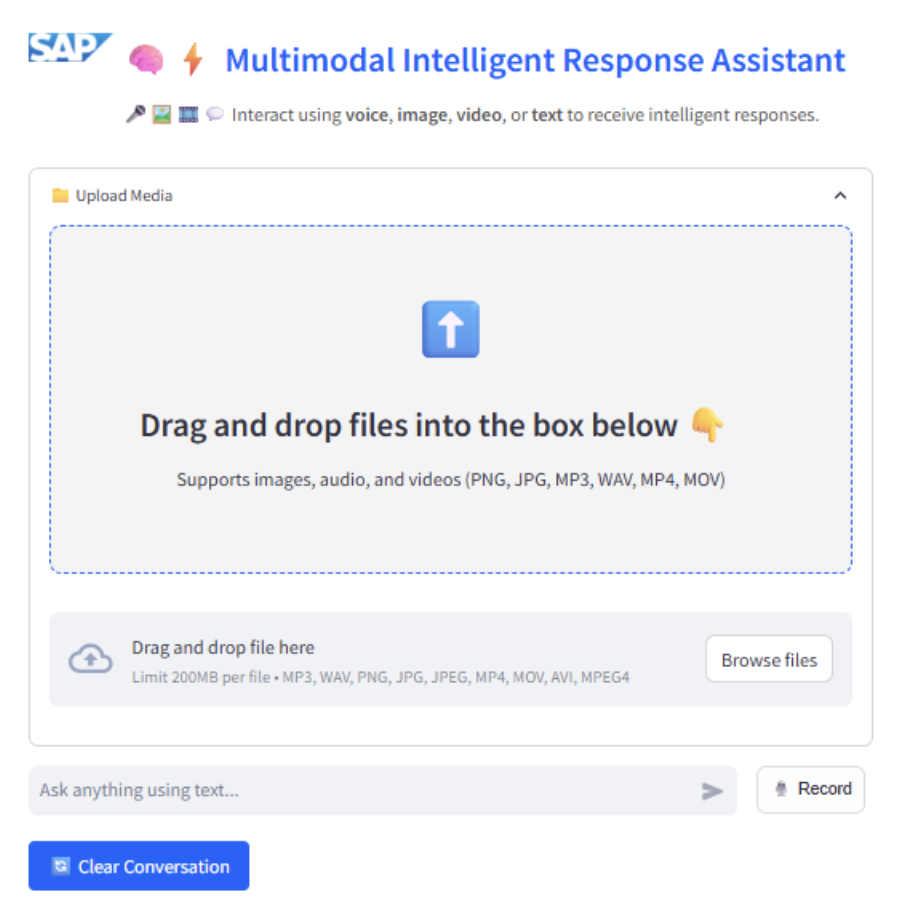 SAP
Multimodal Intelligent Response Assistant
Interact using voice, image, video, or text to receive intelligent responses.
Upload Media
Drag and drop files into the box below
Supports images, audio, and videos (PNG, JPG, MP3, WAV, MP4, MOV)
Drag and drop file here
Limit 200MB per file • MP3, WAV, PNG, JPG, JPEG, MP4, MOV, AVI, MPEG4
Browse files
Ask anything using text...
Record
Clear Conversation